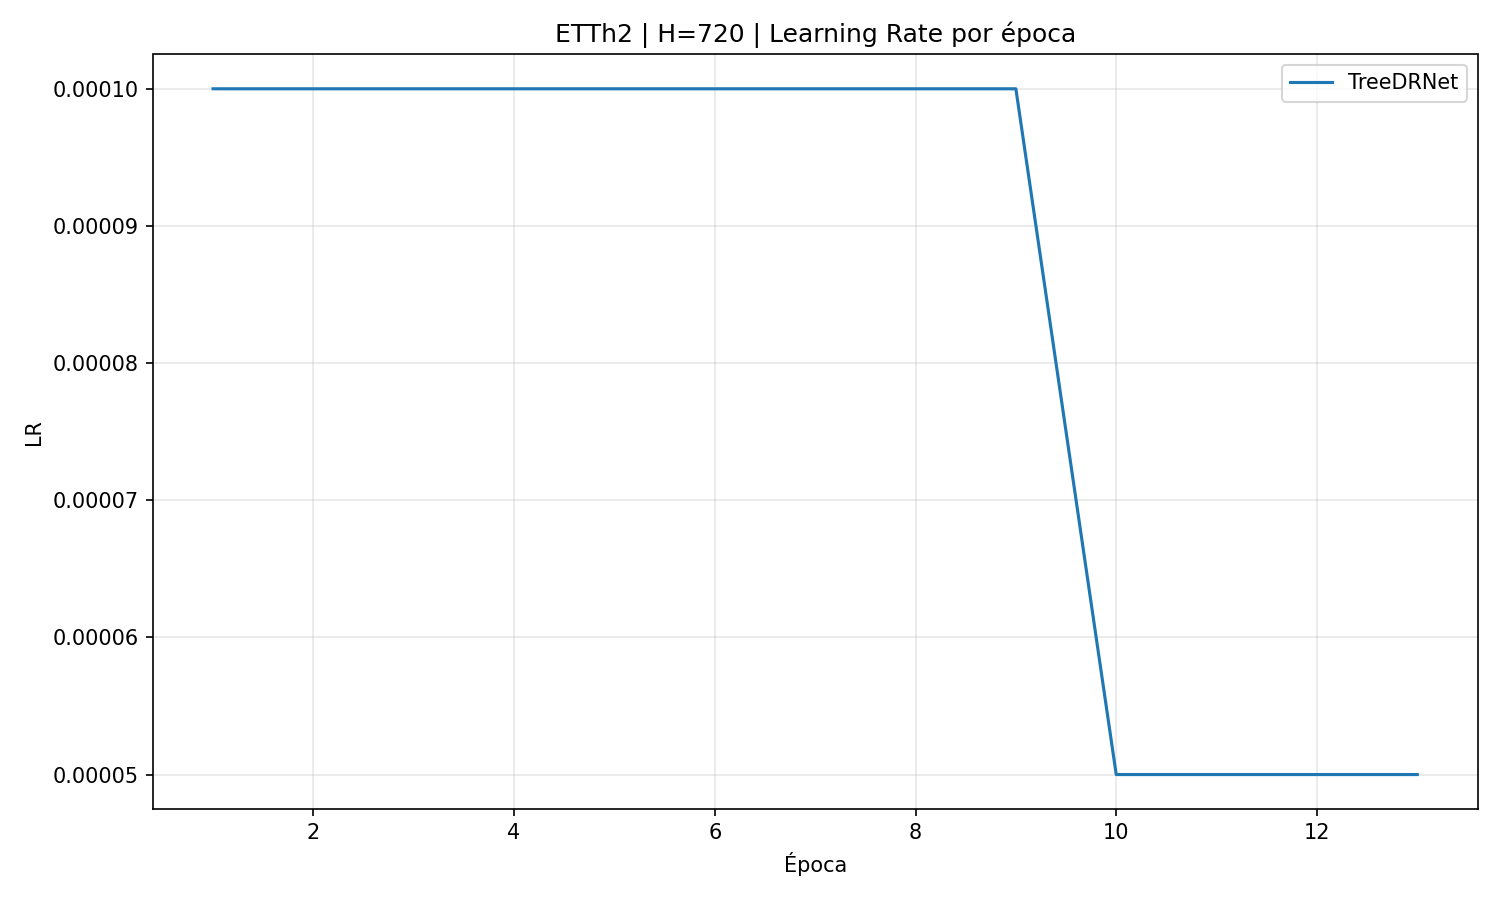 ETTh2 | H=720 | Learning Rate por época
TreeDRNet
0.00010
0.00009
0.00008
0.00007
0.00006
0.00005
LR
2 4 6 8 10 12
Época